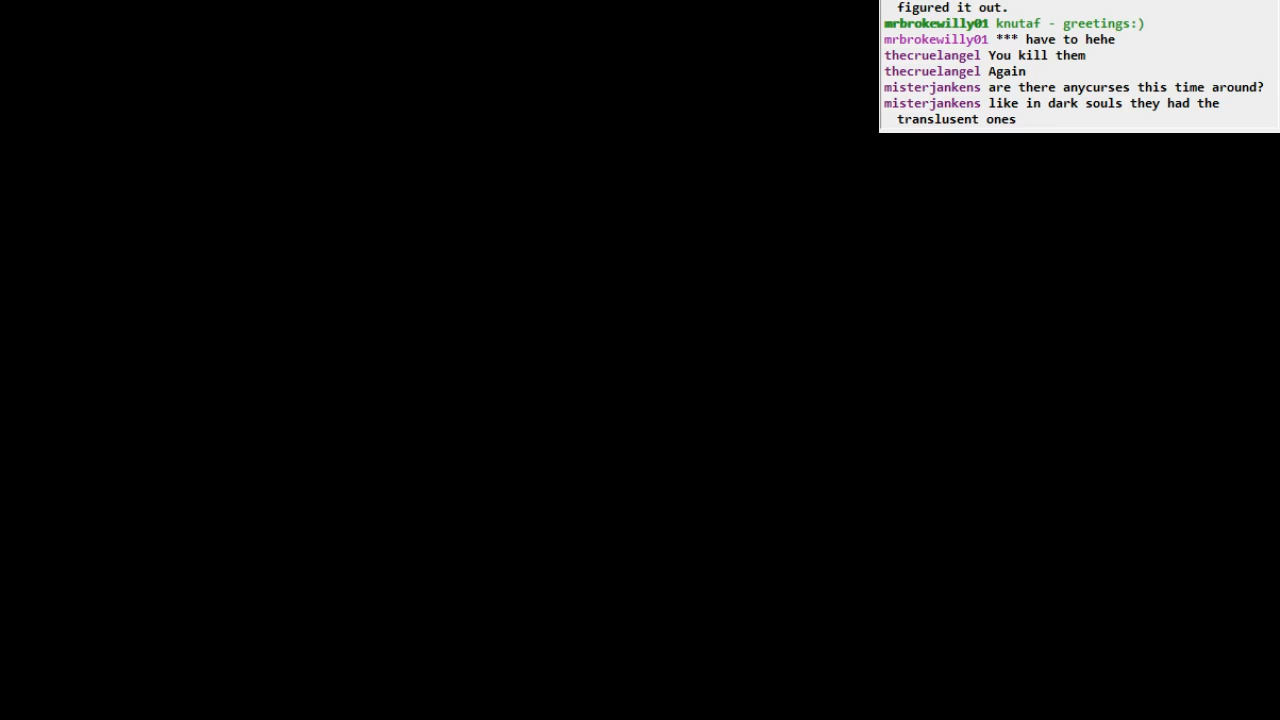 figured it out.
mrbrokewilly01 knutaf - greetings:)
mrbrokewilly01 *** have to hehe
thecruelangel You kill them
thecruelangel Again
misterjankens are there anycurses this time around?
misterjankens like in dark souls they had the
translusent ones